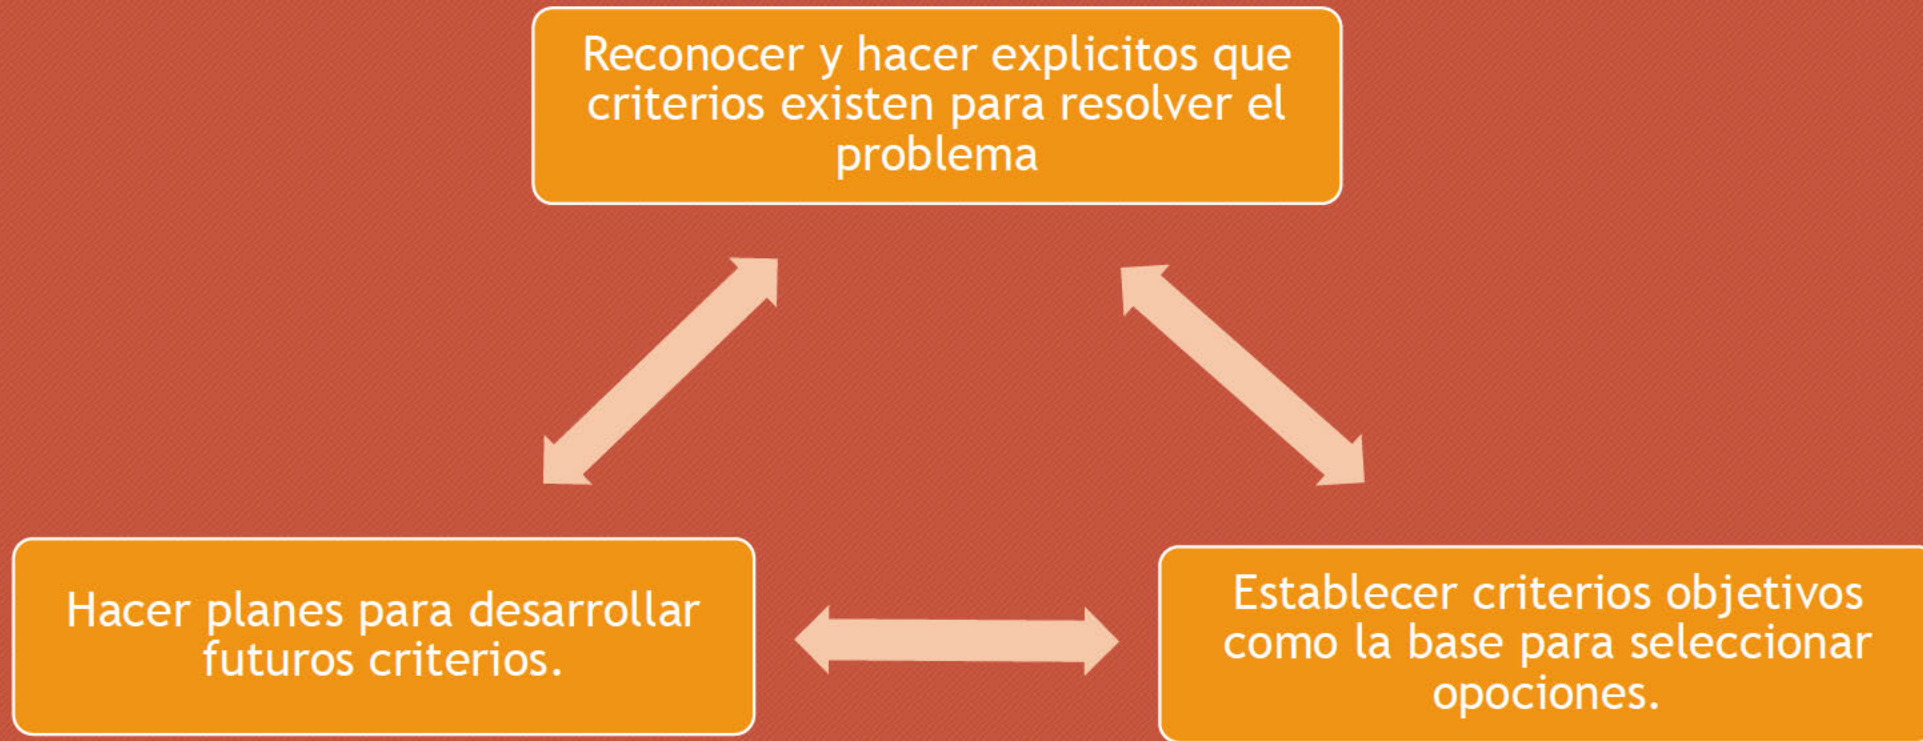 Reconocer y hacer explicitos que
criterios existen para resolver el
problema
Hacer planes para desarrollar
futuros criterios.
Establecer criterios objetivos
como la base para seleccionar
opociones.